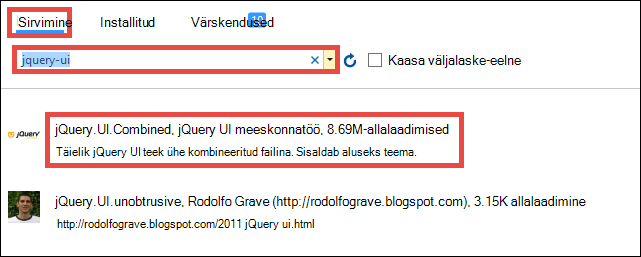 Sirvimine Installitud Värskendused
jquery-ui Kaasa väljalaske-eelne
jQuery jQuery.UI.Combined, jQuery UI meeskonnatöö, 8.69M-allalaadimised
Täielik jQuery UI teek ühe kombineeritud failina. Sisaldab aluseks teema.
jQuery.UI.unobtrusive, Rodolfo Grave (http://rodolfograve.blogspot.com), 3.15K allalaadimine
http://rodolfograve.blogspot.com/2011 jQuery ui.html